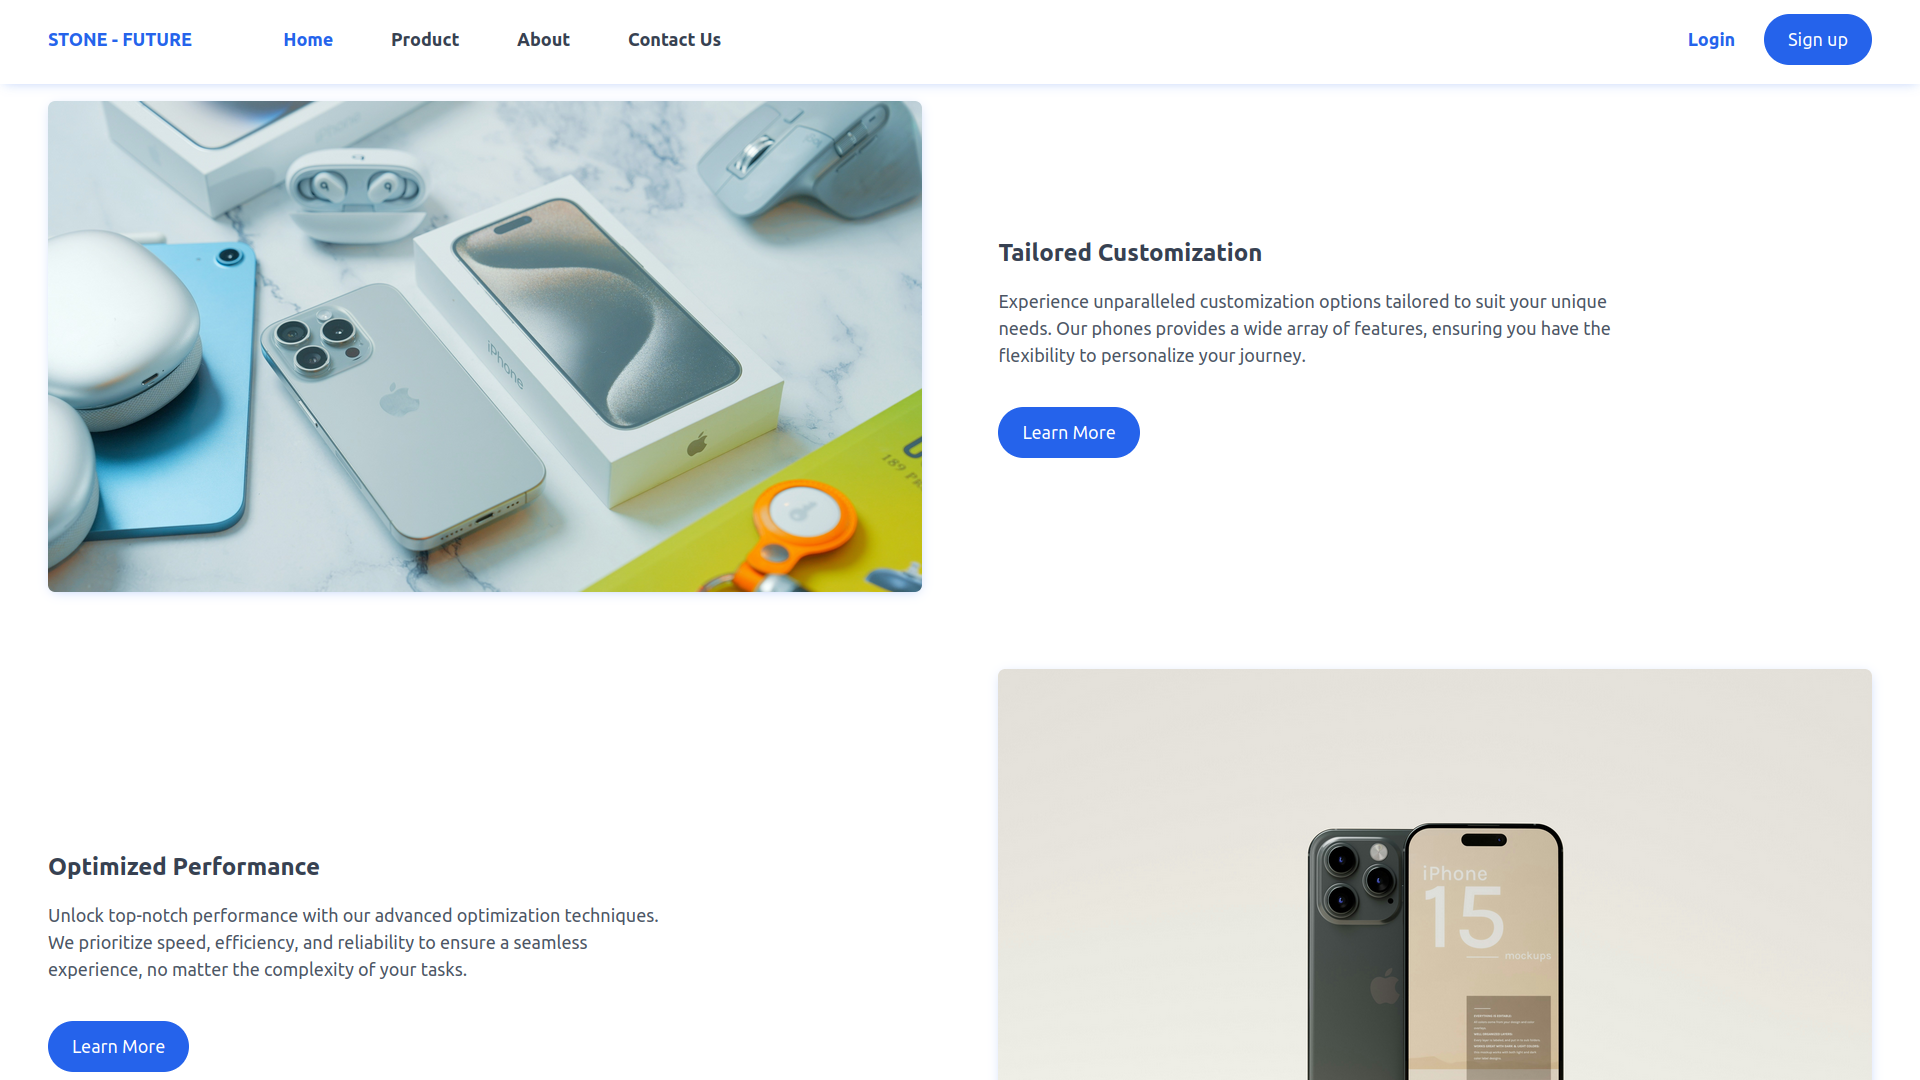 STONE - FUTURE
Home
Product
About
Contact Us
Login
Sign up
iPhone
189 PR
Tailored Customization
Experience unparalleled customization options tailored to suit your unique
needs. Our phones provides a wide array of features, ensuring you have the
flexibility to personalize your journey.
Learn More
Optimized Performance
Unlock top-notch performance with our advanced optimization techniques.
We prioritize speed, efficiency, and reliability to ensure a seamless
experience, no matter the complexity of your tasks.
Learn More
iPhone
15
mockups